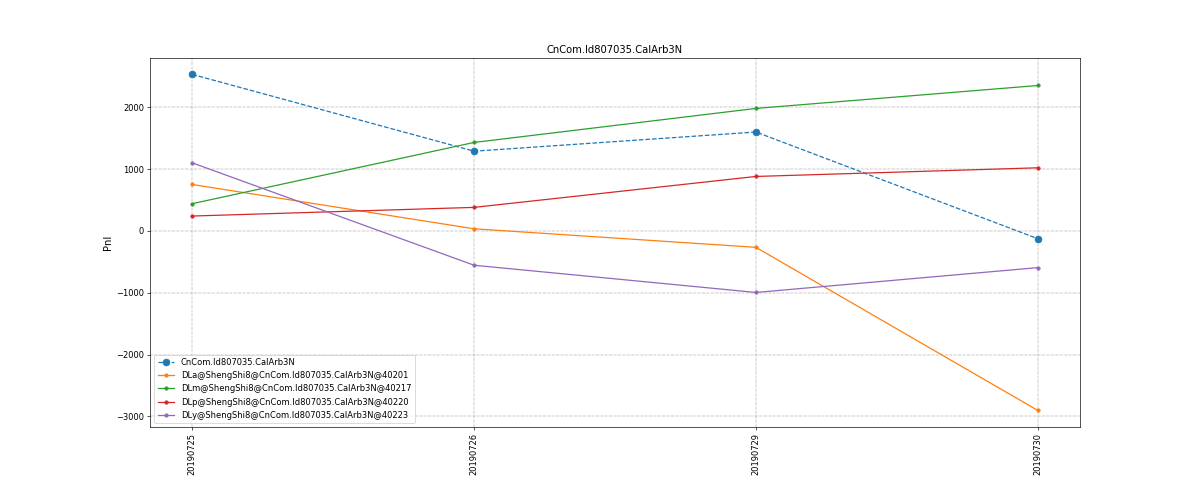 CnCom.Id807035.CalArb3N
Pnl
2000
1000
0
−1000
−2000
−3000
CnCom.Id807035.CalArb3N
DLa@ShengShi8@CnCom.Id807035.CalArb3N@40201
DLm@ShengShi8@CnCom.Id807035.CalArb3N@40217
DLp@ShengShi8@CnCom.Id807035.CalArb3N@40220
DLy@ShengShi8@CnCom.Id807035.CalArb3N@40223
20190725
20190726
20190729
20190730